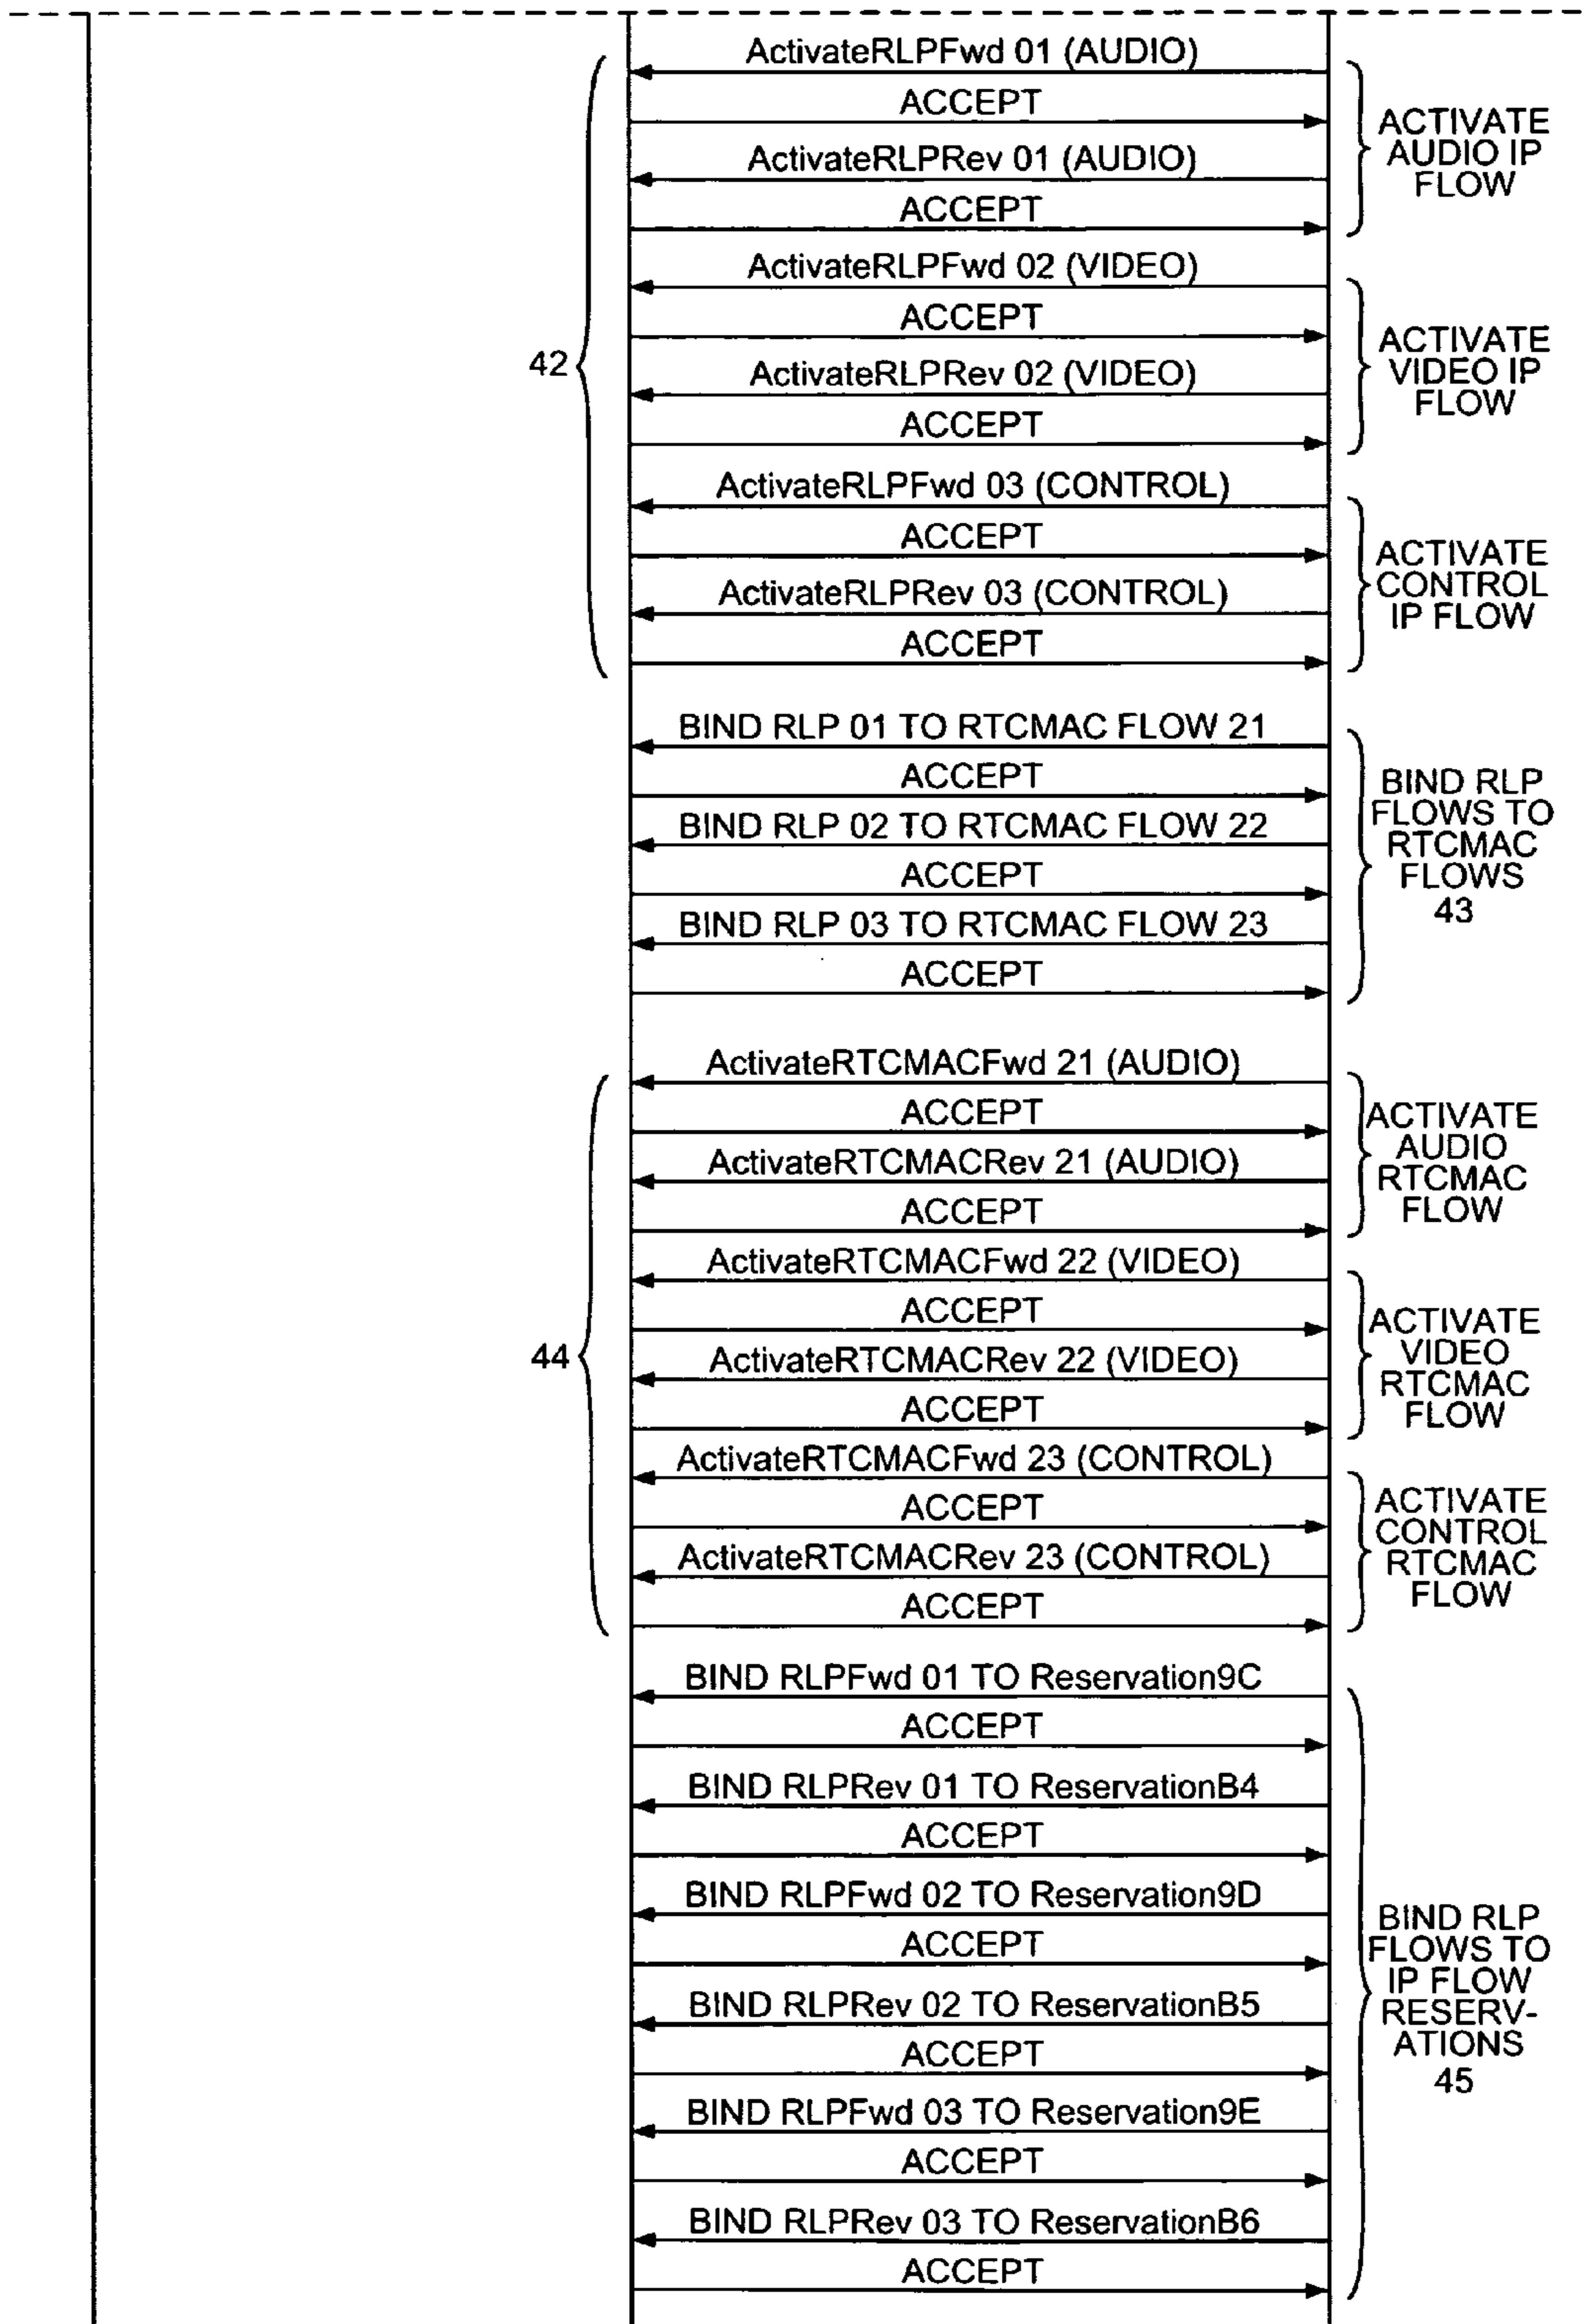 ActivateRLPFwd 01 (AUDIO)
ACCEPT
ActivateRLPRev 01 (AUDIO)
ACCEPT
ACTIVATE
AUDIO IP
FLOW
ActivateRLPFwd 02 (VIDEO)
ACCEPT
ActivateRLPRev 02 (VIDEO)
ACCEPT
ACTIVATE
VIDEO IP
FLOW
42
ActivateRLPFwd 03 (CONTROL)
ACCEPT
ActivateRLPRev 03 (CONTROL)
ACCEPT
ACTIVATE
CONTROL
IP FLOW
BIND RLP 01 TO RTCMAC FLOW 21
ACCEPT
BIND RLP 02 TO RTCMAC FLOW 22
ACCEPT
BIND RLP 03 TO RTCMAC FLOW 23
ACCEPT
BIND RLP
FLOWS TO
RTCMAC
FLOWS
43
ActivateRTCMACFwd 21 (AUDIO)
ACCEPT
ActivateRTCMACRev 21 (AUDIO)
ACCEPT
ACTIVATE
AUDIO
RTCMAC
FLOW
ActivateRTCMACFwd 22 (VIDEO)
ACCEPT
ActivateRTCMACRev 22 (VIDEO)
ACCEPT
ACTIVATE
VIDEO
RTCMAC
FLOW
44
ActivateRTCMACFwd 23 (CONTROL)
ACCEPT
ActivateRTCMACRev 23 (CONTROL)
ACCEPT
ACTIVATE
CONTROL
RTCMAC
FLOW
BIND RLPFwd 01 TO Reservation9C
ACCEPT
BIND RLPRev 01 TO ReservationB4
ACCEPT
BIND RLPFwd 02 TO Reservation9D
ACCEPT
BIND RLPRev 02 TO ReservationB5
ACCEPT
BIND RLPFwd 03 TO Reservation9E
ACCEPT
BIND RLPRev 03 TO ReservationB6
ACCEPT
BIND RLP
FLOWS TO
IP FLOW
RESERV-
ATIONS
45